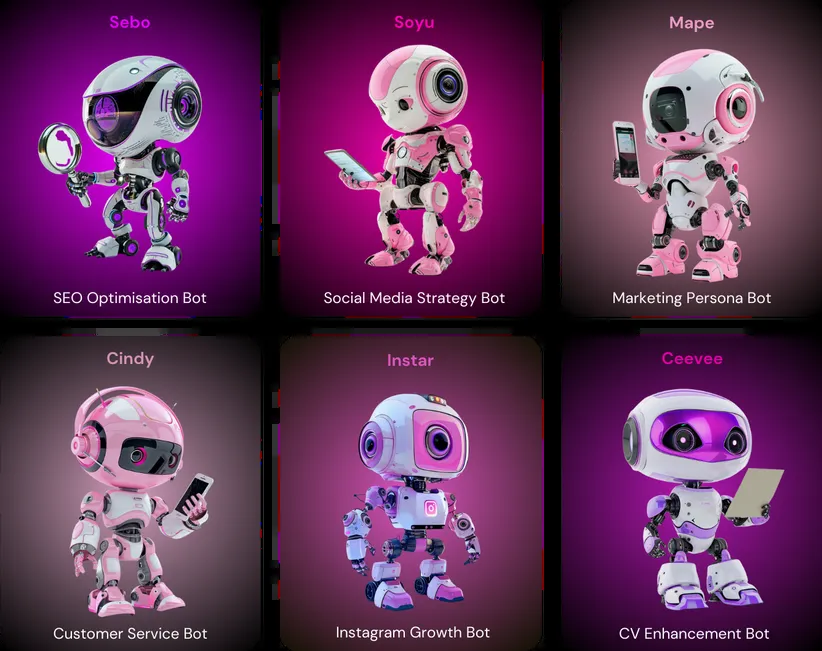 Sebo
Soyu
Mape
SEO Optimisation Bot
Social Media Strategy Bot
Marketing Persona Bot
Cindy
Instar
Ceevee
Customer Service Bot
Instagram Growth Bot
CV Enhancement Bot